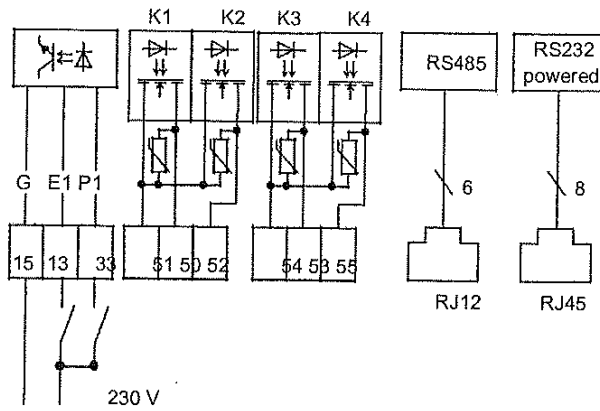 K1 K2 K3 K4
RS485
RS232
powered
G E1 P1
6
8
15 13 33
51 50 52
54 53 55
RJ12
RJ45
230 V